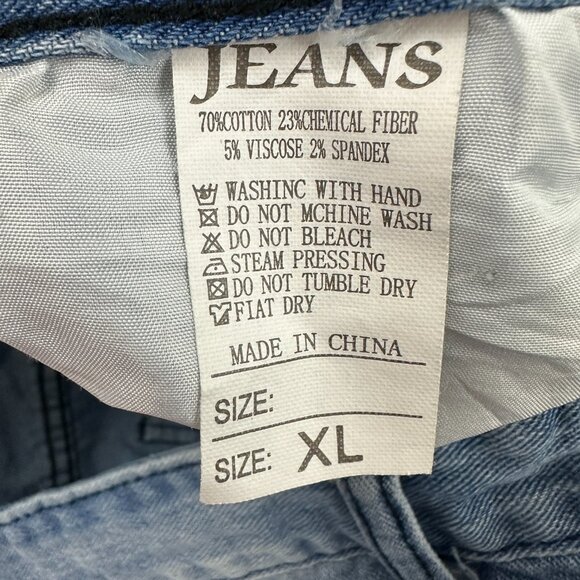 JEANS
70%COTTON 23%CHEMICAL FIBER
5% VISCOSE 2% SPANDEX
WASHINC WITH HAND
DO NOT MCHINE WASH
DO NOT BLEACH
STEAM PRESSING
DO NOT TUMBLE DRY
FIAT DRY
MADE IN CHINA
SIZE:
SIZE: XL